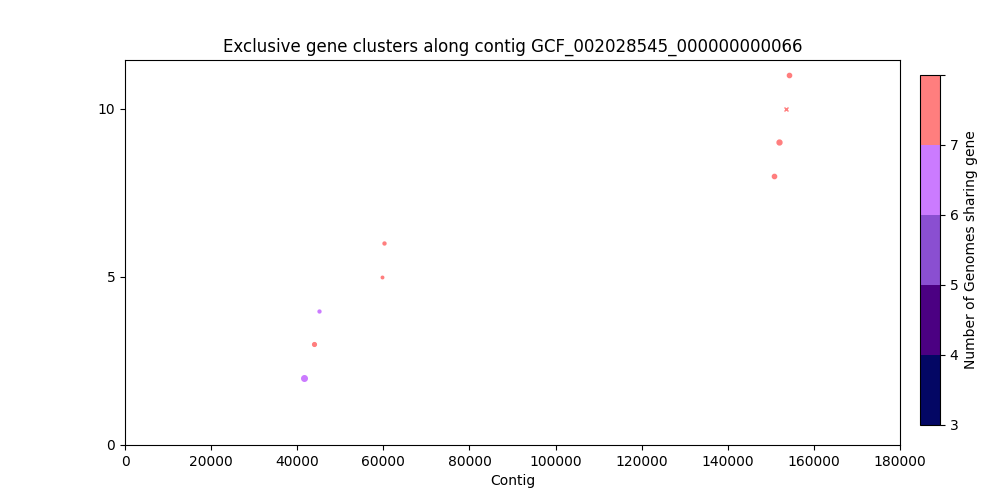 Exclusive gene clusters along contig GCF_002028545_000000000066
10
5
0
0 20000 40000 60000 80000 100000 120000 140000 160000 180000
Contig
7
6
5
4
3
Number of Genomes sharing gene